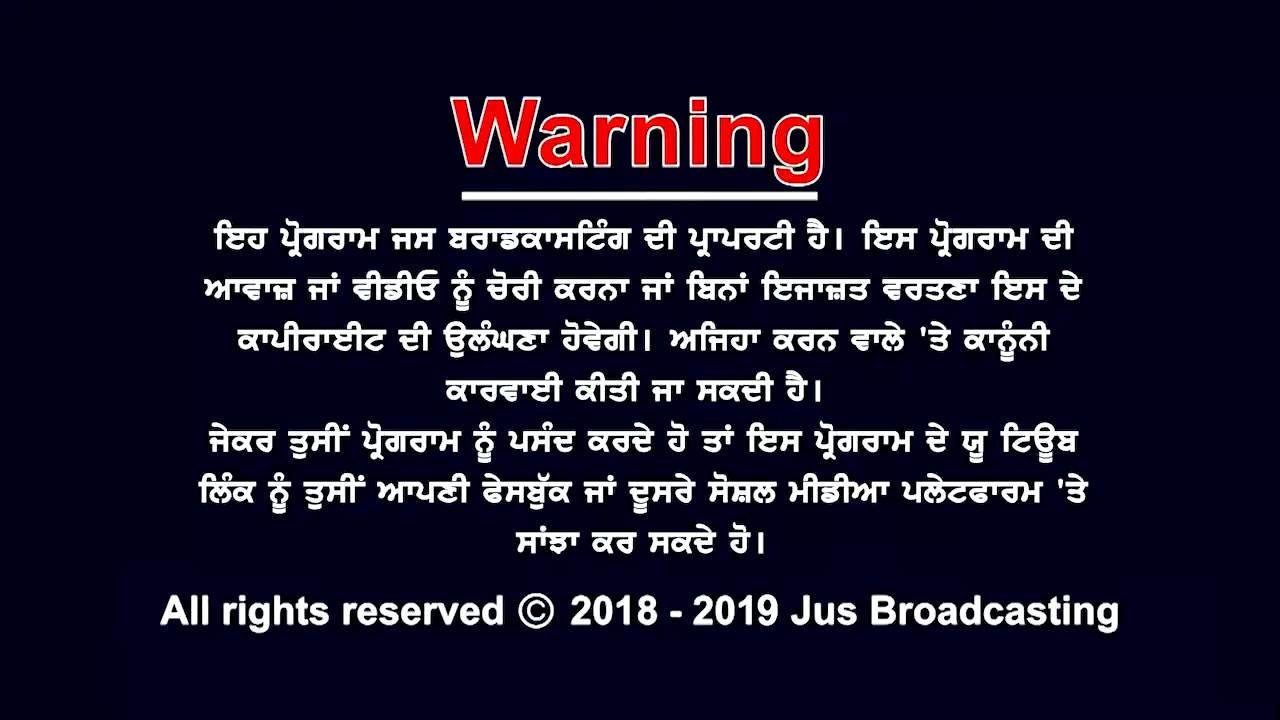 Warning
ਇਹ ਪ੍ਰੋਗਰਾਮ ਜਸ ਬਰਾਡਕਾਸਟਿੰਗ ਦੀ ਪ੍ਰਾਪਰਟੀ ਹੈ। ਇਸ ਪ੍ਰੋਗਰਾਮ ਦੀ
ਆਵਾਜ਼ ਜਾਂ ਵੀਡੀਓ ਨੂੰ ਚੋਰੀ ਕਰਨਾ ਜਾਂ ਬਿਨਾਂ ਇਜਾਜ਼ਤ ਵਰਤਣਾ ਇਸ ਦੇ
ਕਾਪੀਰਾਈਟ ਦੀ ਉਲੰਘਣਾ ਹੋਵੇਗੀ। ਅਜਿਹਾ ਕਰਨ ਵਾਲੇ 'ਤੇ ਕਾਨੂੰਨੀ
ਕਾਰਵਾਈ ਕੀਤੀ ਜਾ ਸਕਦੀ ਹੈ।
ਜੇਕਰ ਤੁਸੀਂ ਪ੍ਰੋਗਰਾਮ ਨੂੰ ਪਸੰਦ ਕਰਦੇ ਹੋ ਤਾਂ ਇਸ ਪ੍ਰੋਗਰਾਮ ਦੇ ਯੂ ਟਿਊਬ
ਲਿੰਕ ਨੂੰ ਤੁਸੀਂ ਆਪਣੀ ਫੇਸਬੁੱਕ ਜਾਂ ਦੂਸਰੇ ਸੋਸ਼ਲ ਮੀਡੀਆ ਪਲੇਟਫਾਰਮ 'ਤੇ
ਸਾਂਝਾ ਕਰ ਸਕਦੇ ਹੋ।
All rights reserved © 2018 - 2019 Jus Broadcasting